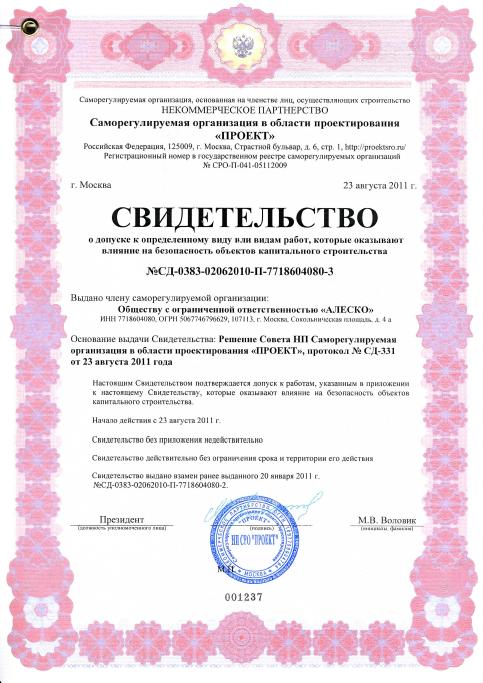 Саморегулируемая организация, основанная на членстве лиц, осуществляющих строительство
НЕКОММЕРЧЕСКОЕ ПАРТНЕРСТВО
Саморегулируемая организация в области проектирования
«ПРОЕКТ»
Российская Федерация, 125009, г. Москва, Страстной бульвар, д. 6, стр. 1, http://proektsro.ru/
Регистрационный номер в государственном реестре саморегулируемых организаций
№ СРО-П-041-05112009
г. Москва 23 августа 2011 г.
СВИДЕТЕЛЬСТВО
о допуске к определенному виду или видам работ, которые оказывают
влияние на безопасность объектов капитального строительства
№СД-0383-02062010-П-7718604080-3
Выдано члену саморегулируемой организации:
Обществу с ограниченной ответственностью «АЛЕСКО»
ИНН 7718604080, ОГРН 5067746796629, 107113, г. Москва, Сокольническая площадь, д. 4 а
Основание выдачи Свидетельства: Решение Совета НП Саморегулируемая
организация в области проектирования «ПРОЕКТ», протокол № СД-331
от 23 августа 2011 года
Настоящим Свидетельством подтверждается допуск к работам, указанным в приложении
к настоящему Свидетельству, которые оказывают влияние на безопасность объектов
капитального строительства.
Начало действия с 23 августа 2011 г.
Свидетельство без приложения недействительно
Свидетельство действительно без ограничения срока и территории его действия
Свидетельство выдано взамен ранее выданного 20 января 2011 г.
№СД-0383-02062010-П-7718604080-2.
Президент М.В. Воловик
(должность уполномоченного лица) (подпись) (инициалы, фамилия)
"ПРОЕКТ"
НП СРО "ПРОЕКТ"
МОСКВА
М.П.
001237